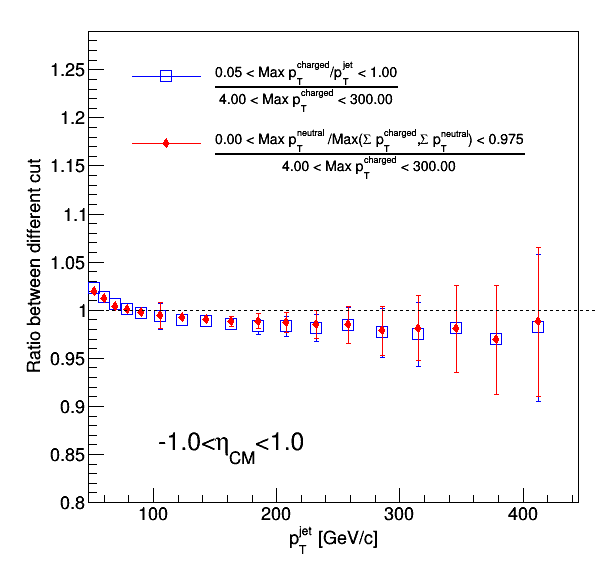 0.05 < Max p_T^charged/p_T^jet < 1.00
4.00 < Max p_T^charged < 300.00
0.00 < Max p_T^neutral/Max(Σ p_T^charged,Σ p_T^neutral) < 0.975
4.00 < Max p_T^charged < 300.00
Ratio between different cut
1.25
1.2
1.15
1.1
1.05
1
0.95
0.9
0.85
0.8
-1.0<η_CM<1.0
100 200 300 400
p_T^jet [GeV/c]